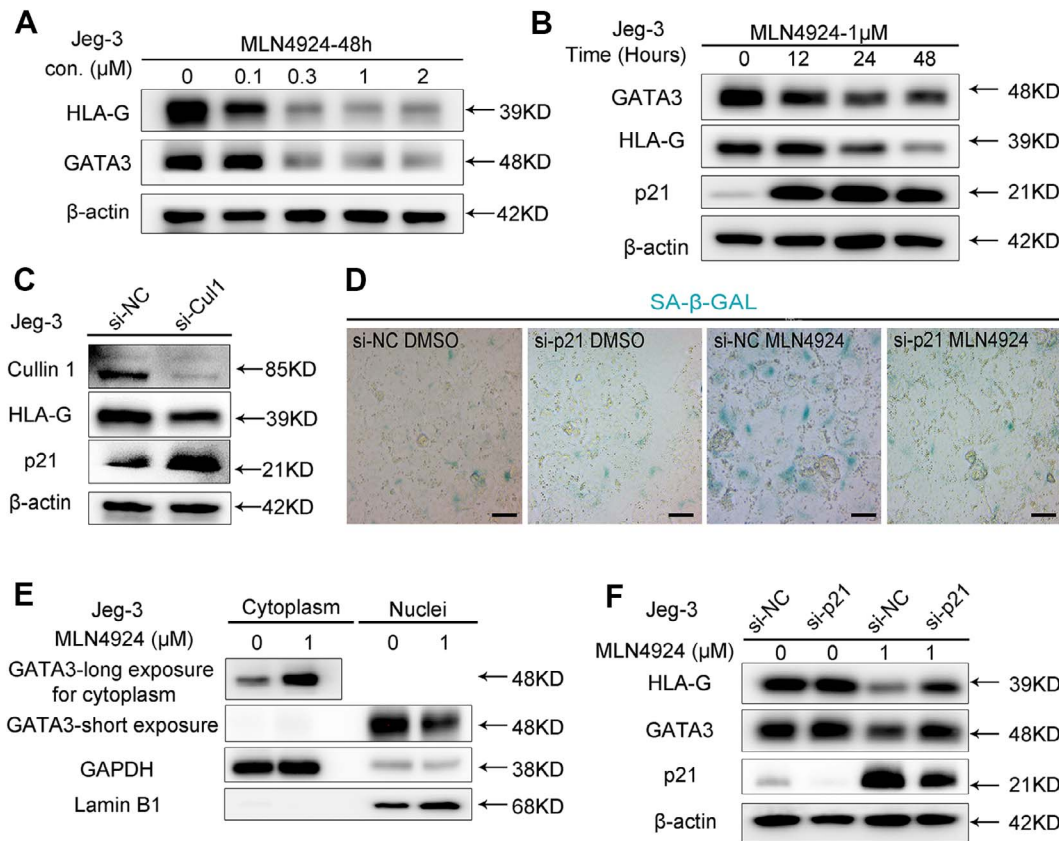 A
Jeg-3
MLN4924-48h
con. (μM)
0 0.1 0.3 1 2
HLA-G
39KD
GATA3
48KD
β-actin
42KD
B
Jeg-3
MLN4924-1μM
Time (Hours)
0 12 24 48
GATA3
48KD
HLA-G
39KD
p21
21KD
β-actin
42KD
C
Jeg-3
si-NC si-Cul1
Cullin 1
85KD
HLA-G
39KD
p21
21KD
β-actin
42KD
D
SA-β-GAL
si-NC DMSO
si-p21 DMSO
si-NC MLN4924
si-p21 MLN4924
E
Jeg-3
Cytoplasm Nuclei
MLN4924 (μM)
0 1 0 1
GATA3-long exposure
for cytoplasm
48KD
GATA3-short exposure
48KD
GAPDH
38KD
Lamin B1
68KD
F
Jeg-3
si-NC si-p21 si-NC si-p21
MLN4924 (μM)
0 0 1 1
HLA-G
39KD
GATA3
48KD
p21
21KD
β-actin
42KD